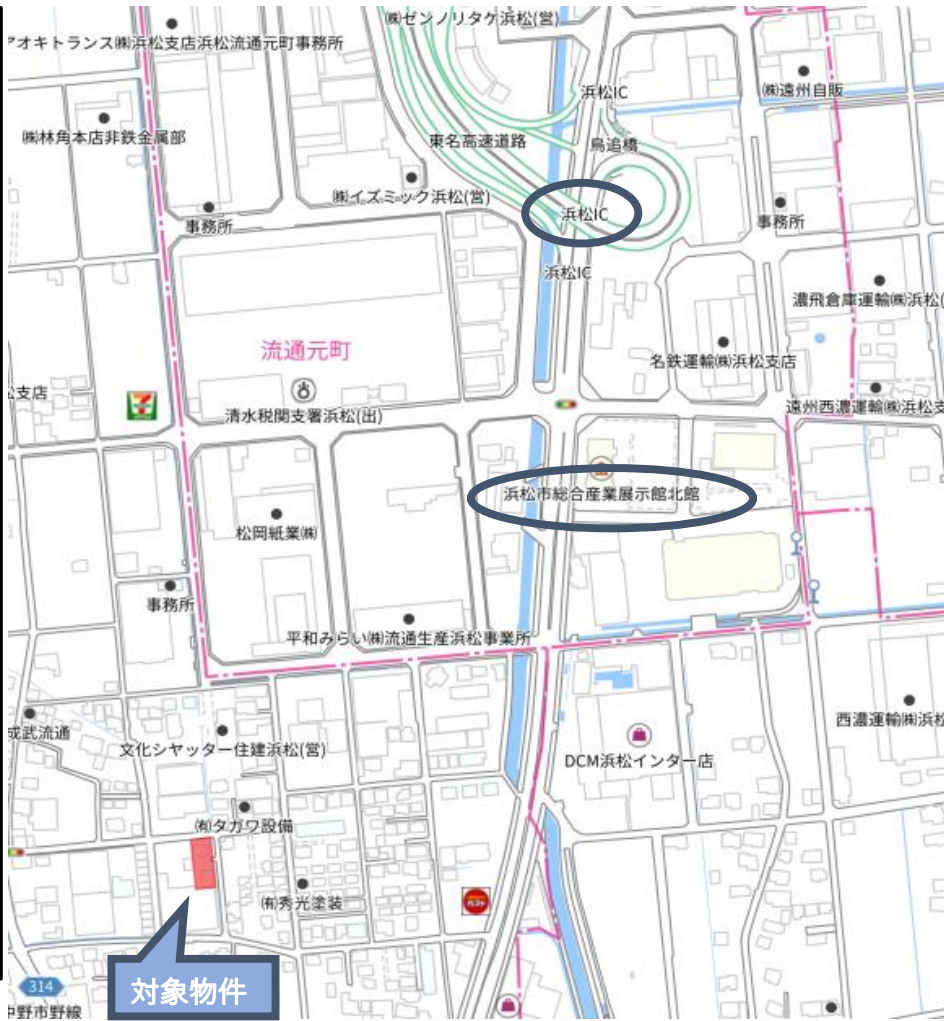 ㈱ゼンノリタケ浜松(営)
アオキトランス㈱浜松支店浜松流通元町事務所
浜松IC
㈱遠州自販
㈱林角本店非鉄金属部
東名高速道路
鳥追橋
㈱イズミック浜松(営)
浜松IC
事務所
事務所
浜松IC
濃飛倉庫運輸㈱浜松(
流通元町
名鉄運輸㈱浜松支店
支店
清水税関支署浜松(出)
遠州西濃運輸㈱浜松支
浜松市総合産業展示館北館
松岡紙業㈱
事務所
平和みらい㈱流通生産浜松事業所
成武流通
文化シヤッター住建浜松(営)
西濃運輸㈱浜松
DCM浜松インター店
㈲タガワ設備
㈲秀光塗装
ガスト
314
対象物件
中野市野線